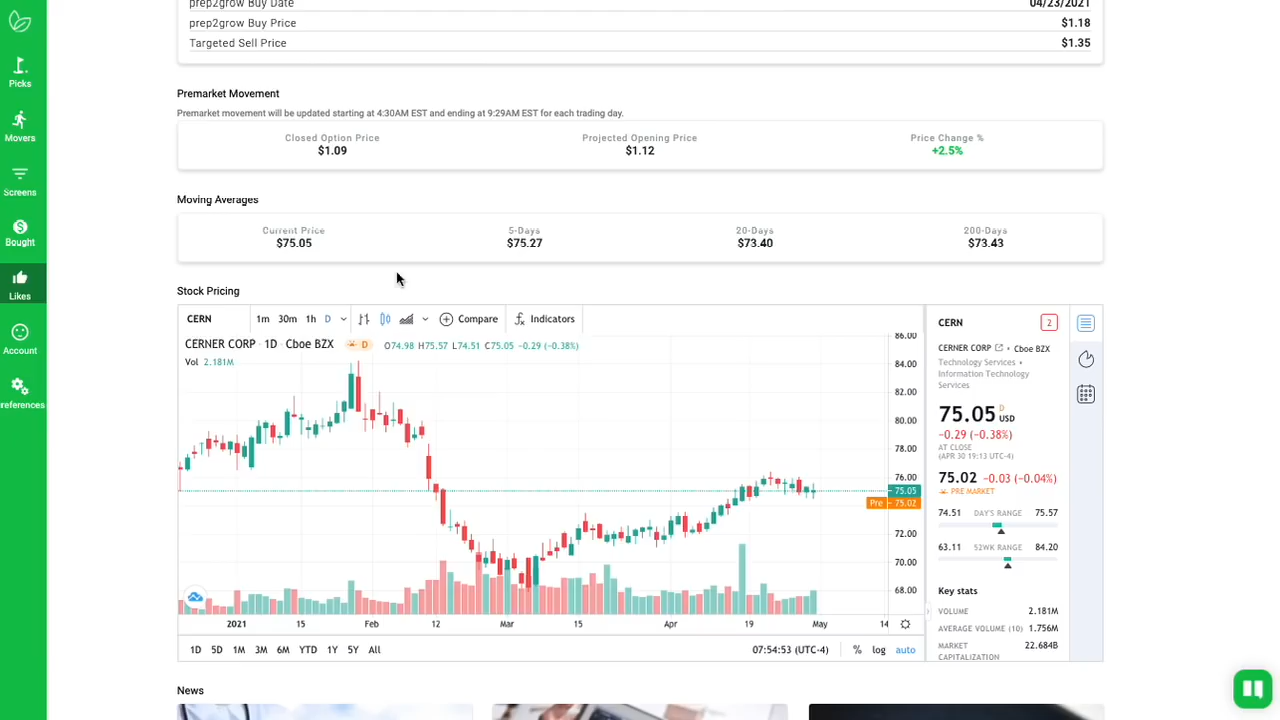 prep2grow Buy Date 04/23/2021
prep2grow Buy Price $1.18
Targeted Sell Price $1.35
Picks
Movers
Screens
Bought
Likes
Account
references
Premarket Movement
Premarket movement will be updated starting at 4:30AM EST and ending at 9:29AM EST for each trading day.
Closed Option Price Projected Opening Price Price Change %
$1.09 $1.12 +2.5%
Moving Averages
Current Price 5-Days 20-Days 200-Days
$75.05 $75.27 $73.40 $73.43
Stock Pricing
CERN 1m 30m 1h D Compare Indicators
CERNER CORP · 1D · Cboe BZX D O74.98 H75.57 L74.51 C75.05 -0.29 (-0.38%)
Vol 2.181M
86.00
84.00
82.00
80.00
78.00
76.00
75.05
Pre 75.02
72.00
70.00
68.00
2021 15 Feb 12 Mar 15 Apr 19 May 14
1D 5D 1M 3M 6M YTD 1Y 5Y All 07:54:53 (UTC-4) % log auto
CERN 2
CERNER CORP • Cboe BZX
Technology Services •
Information Technology
Services
75.05 D USD
-0.29 (-0.38%)
AT CLOSE
(APR 30 19:13 UTC-4)
75.02 -0.03 (-0.04%)
PRE MARKET
74.51 DAY'S RANGE 75.57
63.11 52WK RANGE 84.20
Key stats
VOLUME 2.181M
AVERAGE VOLUME (10) 1.756M
MARKET 22.684B
CAPITALIZATION
News